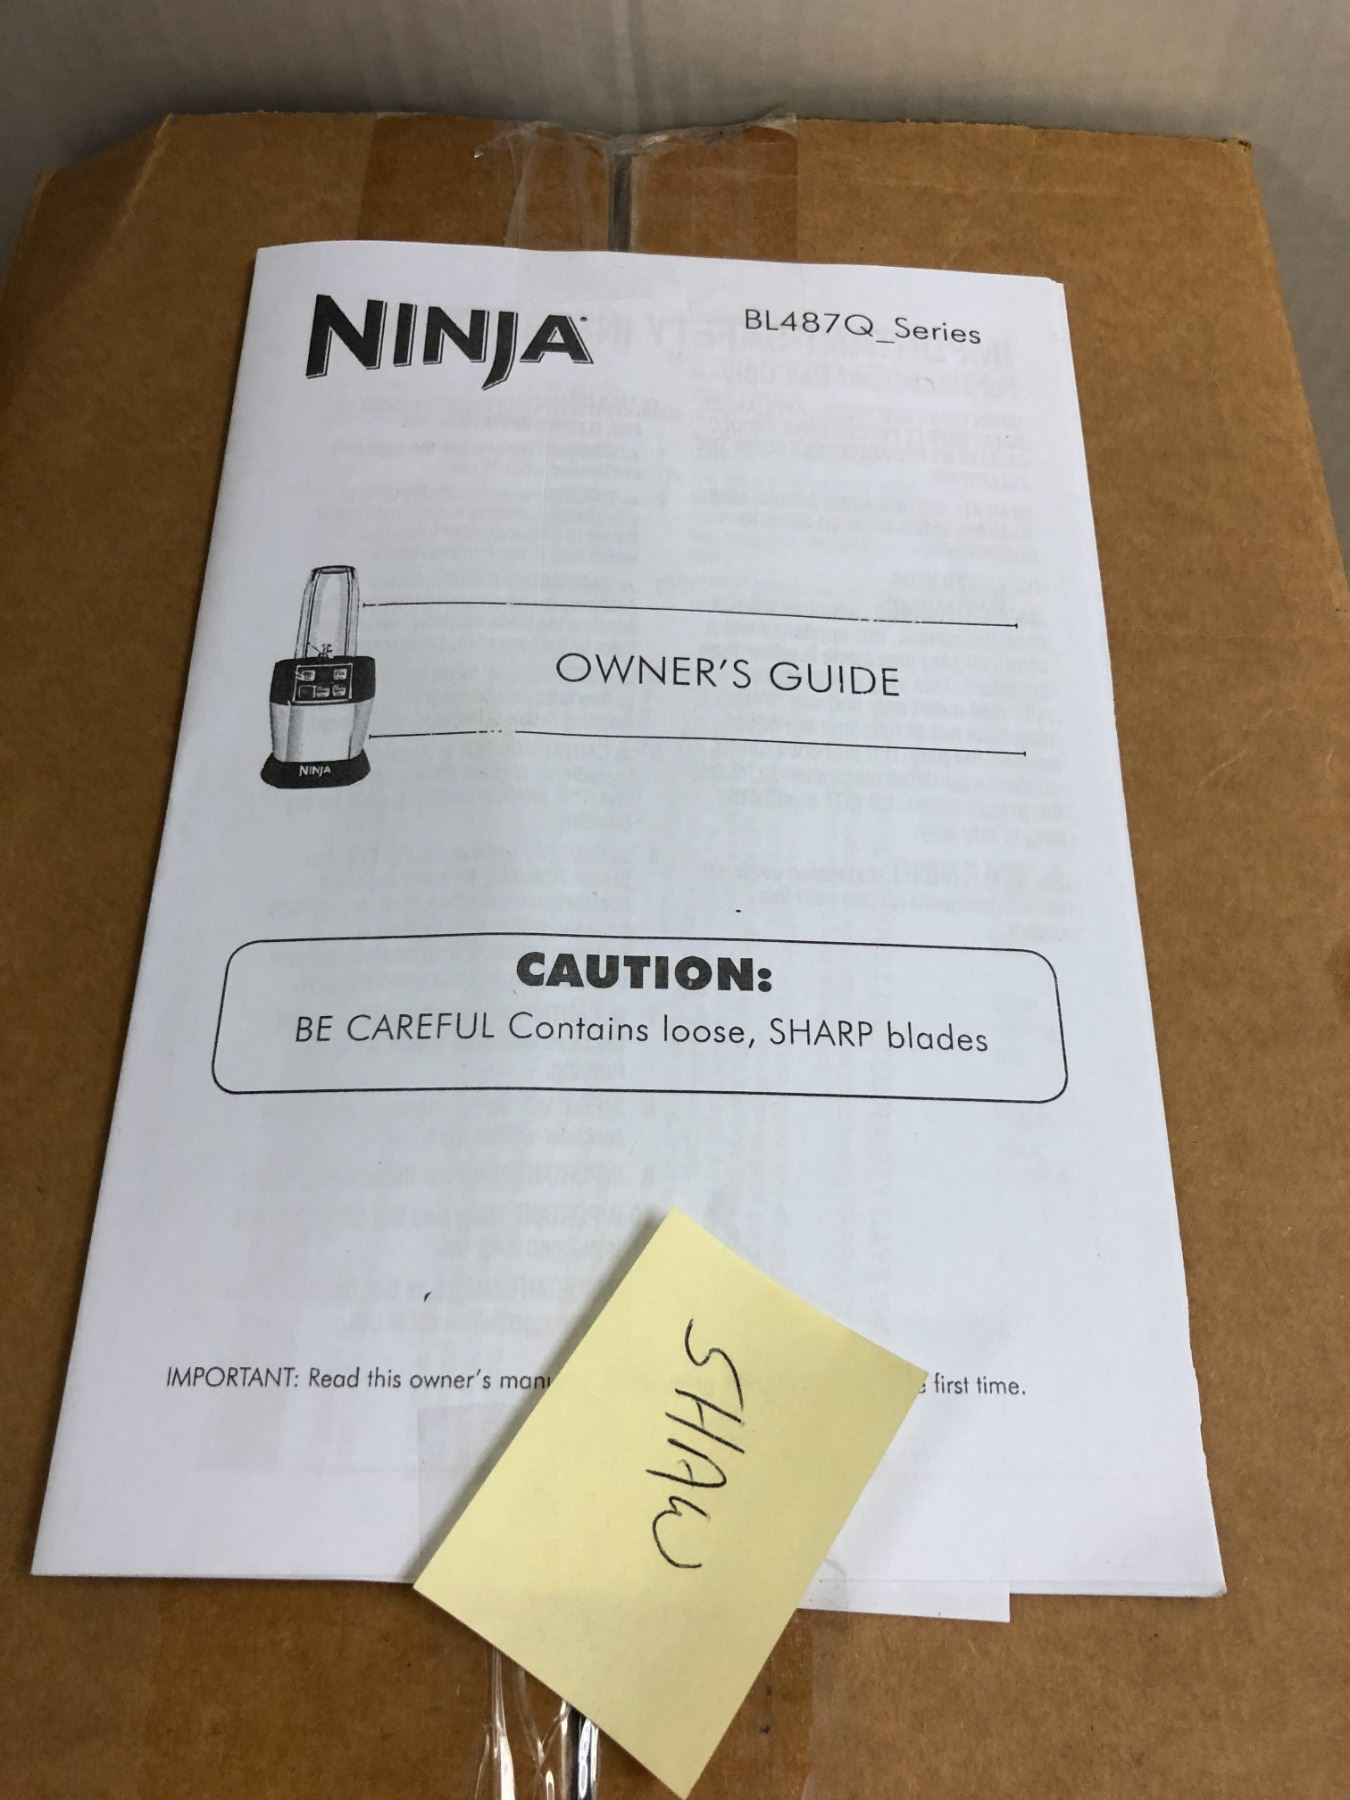 NINJA
BL487Q_Series
OWNER'S GUIDE
NINJA
CAUTION:
BE CAREFUL Contains loose, SHARP blades
IMPORTANT: Read this owner's first time.
SHAW